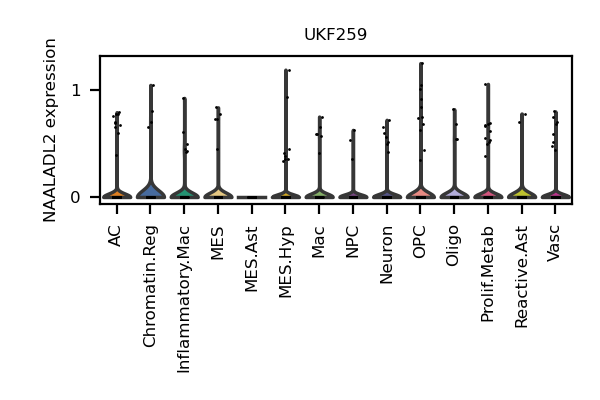 UKF259
NAALADL2 expression
1
0
AC
Chromatin.Reg
Inflammatory.Mac
MES
MES.Ast
MES.Hyp
Mac
NPC
Neuron
OPC
Oligo
Prolif.Metab
Reactive.Ast
Vasc